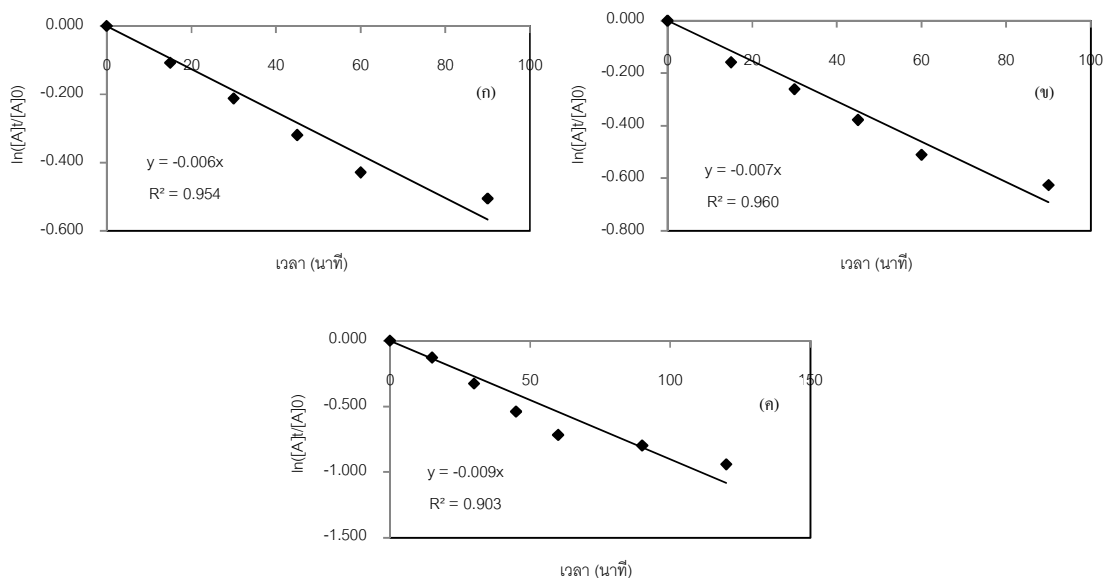 0.000
-0.200
-0.400
-0.600
0 20 40 60 80 100
ln([A]t/[A]0)
(ก)
y = -0.006x
R² = 0.954
เวลา (นาที)
0.000
-0.200
-0.400
-0.600
-0.800
0 20 40 60 80 100
ln([A]t/[A]0)
(ข)
y = -0.007x
R² = 0.960
เวลา (นาที)
0.000
-0.500
-1.000
-1.500
0 50 100 150
ln([A]t/[A]0)
(ค)
y = -0.009x
R² = 0.903
เวลา (นาที)